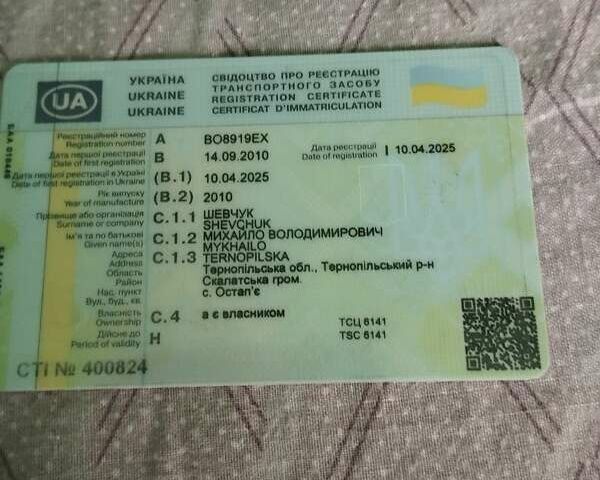 UA
УКРАЇНА
UKRAINE
UKRAINE
СВІДОЦТВО ПРО РЕЄСТРАЦІЮ
ТРАНСПОРТНОГО ЗАСОБУ
REGISTRATION CERTIFICATE
CERTIFICAT D'IMMATRICULATION
Реєстраційний номер
Registration number
A
BO8919EX
Дата першої реєстрації
Date of first registration
B
14.09.2010
Дата реєстрації
Date of registration
I
10.04.2025
Дата першої реєстрації в Україні
Date of first registration in Ukraine
(B.1)
10.04.2025
Рік випуску
Year of manufacture
(B.2)
2010
Прізвище або організація
Surname or company
C.1.1
ШЕВЧУК
SHEVCHUK
Ім'я та по батькові
Given name(s)
C.1.2
МИХАЙЛО ВОЛОДИМИРОВИЧ
MYKHAILO
Адреса
Address
Область
Район
Нас. пункт
Вул., буд., кв.
C.1.3
TERNOPILSKA
Тернопільська обл., Тернопільський р-н
Скалатська гром.
с. Остап'є
Власність
Ownership
C.4
а є власником
ТСЦ 6141
TSC 6141
Дійсне до
Period of validity
H
СТІ № 400824